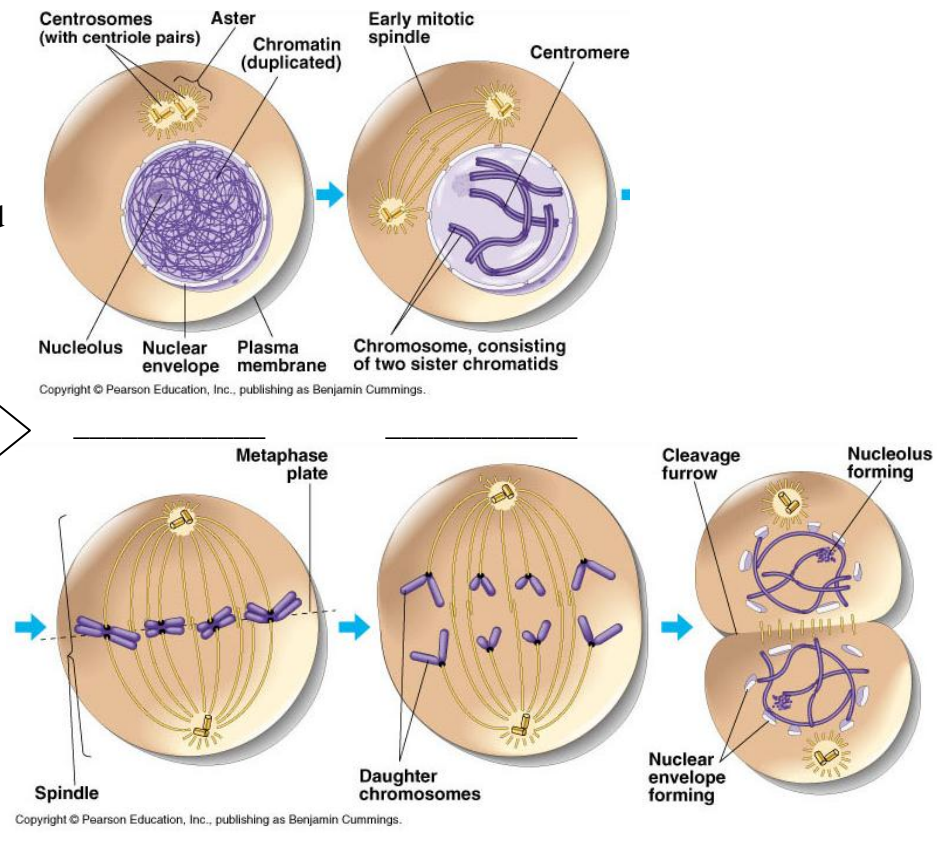 Centrosomes
(with centriole pairs)
Aster
Chromatin
(duplicated)
Early mitotic
spindle
Centromere
Nucleolus
Nuclear
envelope
Plasma
membrane
Chromosome, consisting
of two sister chromatids
Copyright © Pearson Education, Inc., publishing as Benjamin Cummings.
Metaphase
plate
Cleavage
furrow
Nucleolus
forming
Spindle
Daughter
chromosomes
Nuclear
envelope
forming
Copyright © Pearson Education, Inc., publishing as Benjamin Cummings.